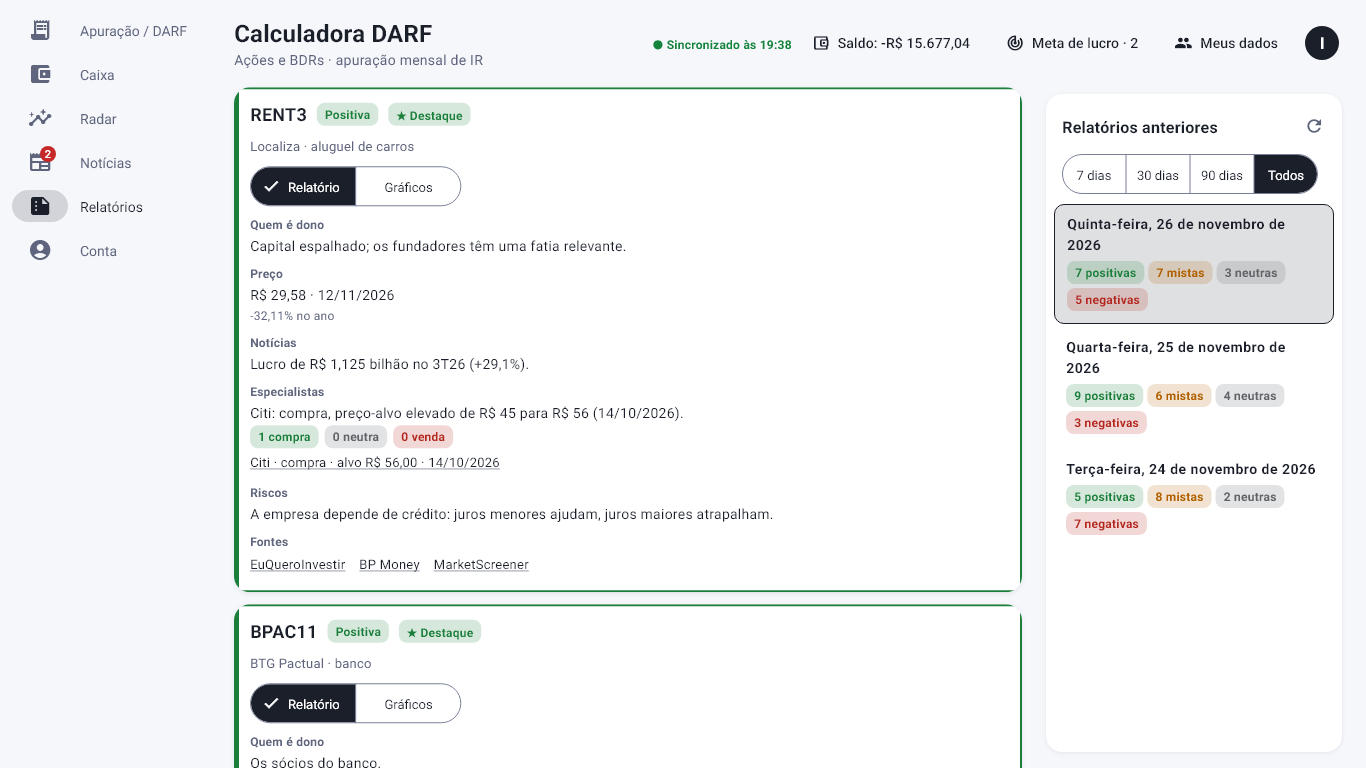 Apuração / DARF
Caixa
Radar
2
Notícias
Relatórios
Conta
Calculadora DARF
Ações e BDRs · apuração mensal de IR
Sincronizado às 19:38
Saldo: -R$ 15.677,04
Meta de lucro · 2
Meus dados
I
RENT3
Positiva
★ Destaque
Localiza · aluguel de carros
Relatório
Gráficos
Quem é dono
Capital espalhado; os fundadores têm uma fatia relevante.
Preço
R$ 29,58 · 12/11/2026
-32,11% no ano
Notícias
Lucro de R$ 1,125 bilhão no 3T26 (+29,1%).
Especialistas
Citi: compra, preço-alvo elevado de R$ 45 para R$ 56 (14/10/2026).
1 compra
0 neutra
0 venda
Citi · compra · alvo R$ 56,00 · 14/10/2026
Riscos
A empresa depende de crédito: juros menores ajudam, juros maiores atrapalham.
Fontes
EuQueroInvestir
BP Money
MarketScreener
BPAC11
Positiva
★ Destaque
BTG Pactual · banco
Relatório
Gráficos
Quem é dono
Os sócios do banco.
Relatórios anteriores
7 dias
30 dias
90 dias
Todos
Quinta-feira, 26 de novembro de
2026
7 positivas
7 mistas
3 neutras
5 negativas
Quarta-feira, 25 de novembro de
2026
9 positivas
6 mistas
4 neutras
3 negativas
Terça-feira, 24 de novembro de 2026
5 positivas
8 mistas
2 neutras
7 negativas